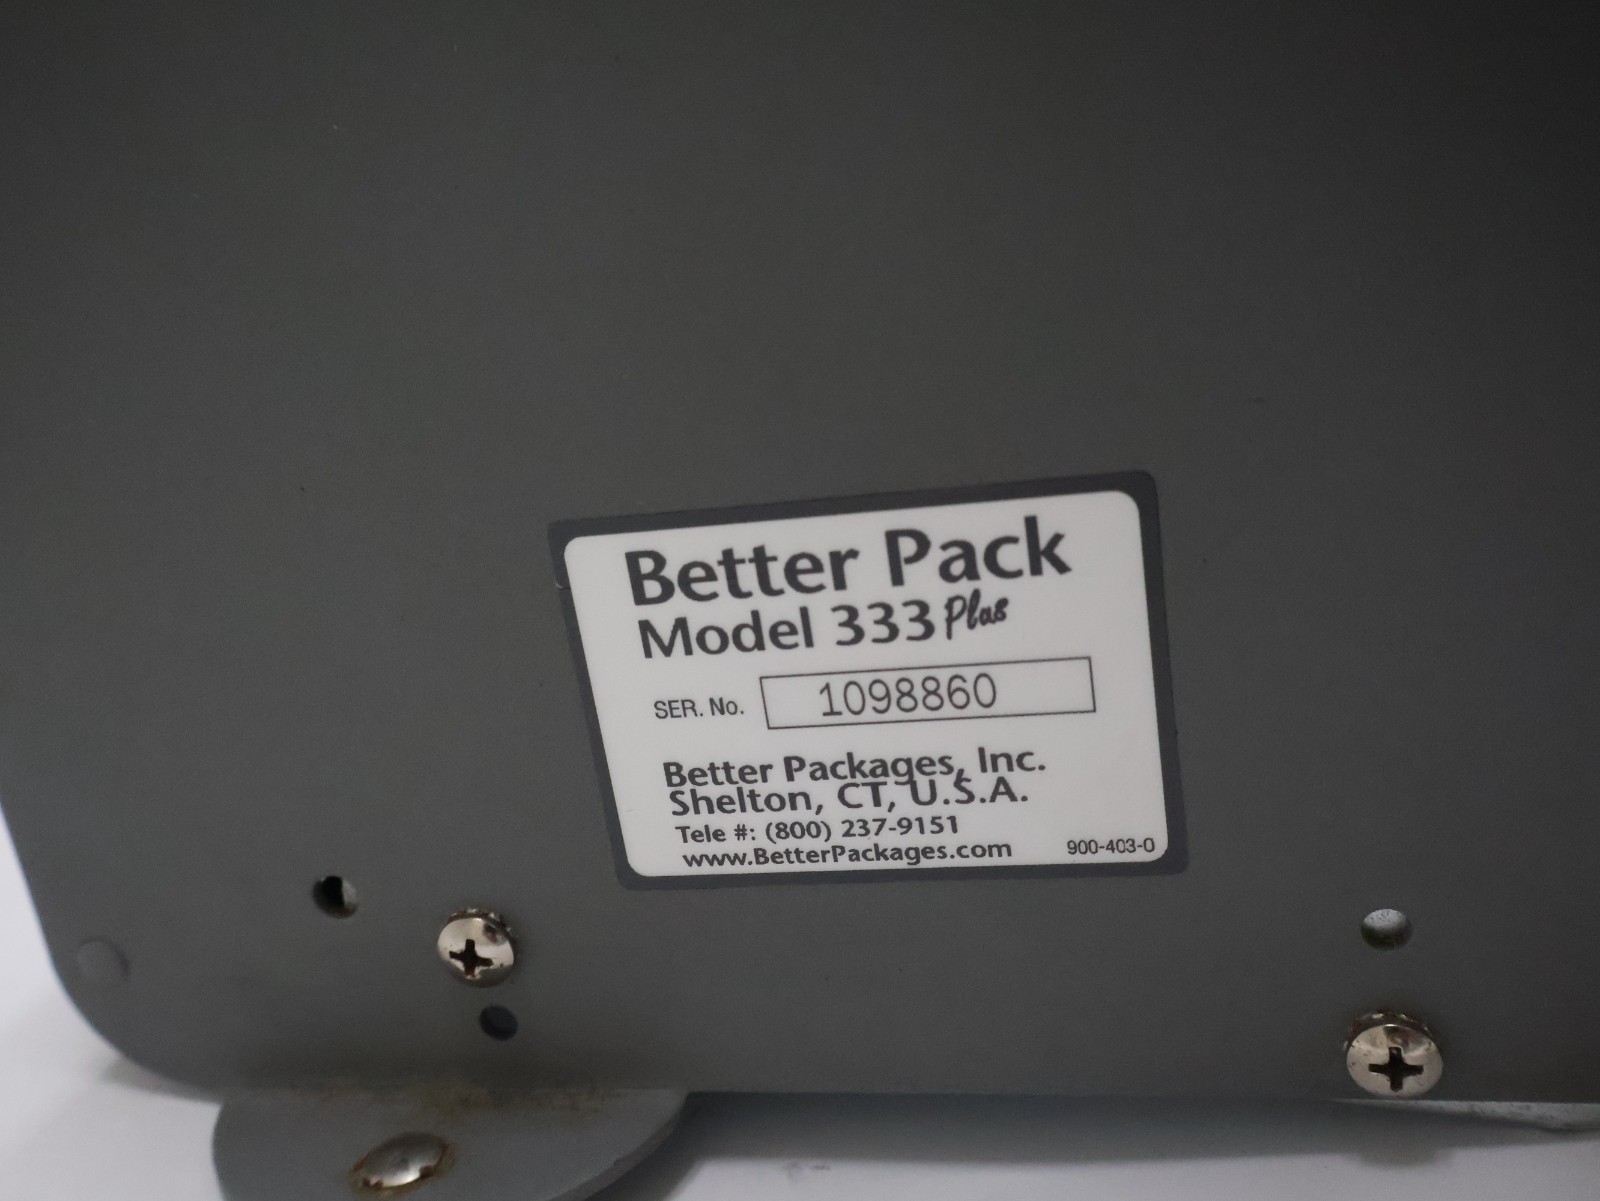 Better Pack
Model 333 Plus
SER. No. 1098860
Better Packages, Inc.
Shelton, CT, U.S.A.
Tele #: (800) 237-9151
www.BetterPackages.com 900-403-0